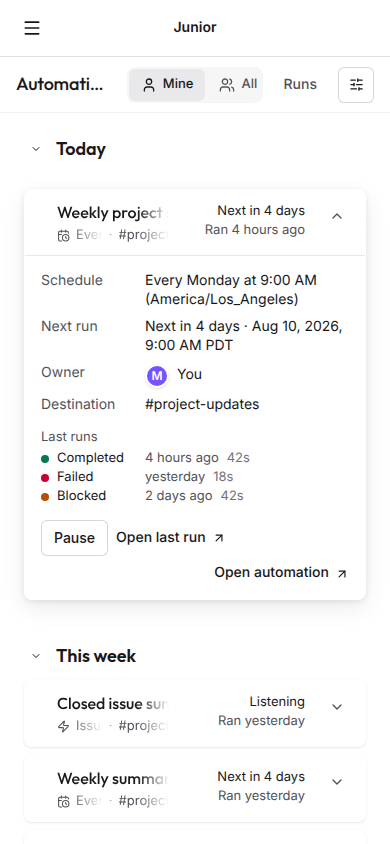 Junior
Automati...
Mine
All
Runs
Today
Weekly project
Next in 4 days
· #projec
Ran 4 hours ago
Schedule
Every Monday at 9:00 AM
(America/Los_Angeles)
Next run
Next in 4 days · Aug 10, 2026,
9:00 AM PDT
Owner
M You
Destination
#project-updates
Last runs
Completed 4 hours ago 42s
Failed yesterday 18s
Blocked 2 days ago 42s
Pause
Open last run
Open automation
This week
Closed issue sum
Listening
Issu · #projec
Ran yesterday
Weekly summar
Next in 4 days
Ever · #projec
Ran yesterday